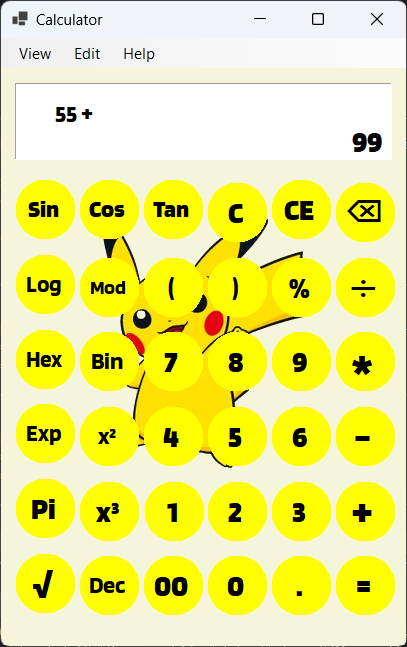 Calculator
View Edit Help
55 +
99
Sin Cos Tan C CE
Log Mod ( ) % ÷
Hex Bin 7 8 9 *
Exp x² 4 5 6 -
Pi x³ 1 2 3 +
√ Dec 00 0 . =